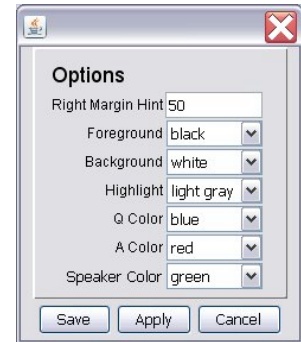 Options
Right Margin Hint 50
Foreground black
Background white
Highlight light gray
Q Color blue
A Color red
Speaker Color green
Save Apply Cancel